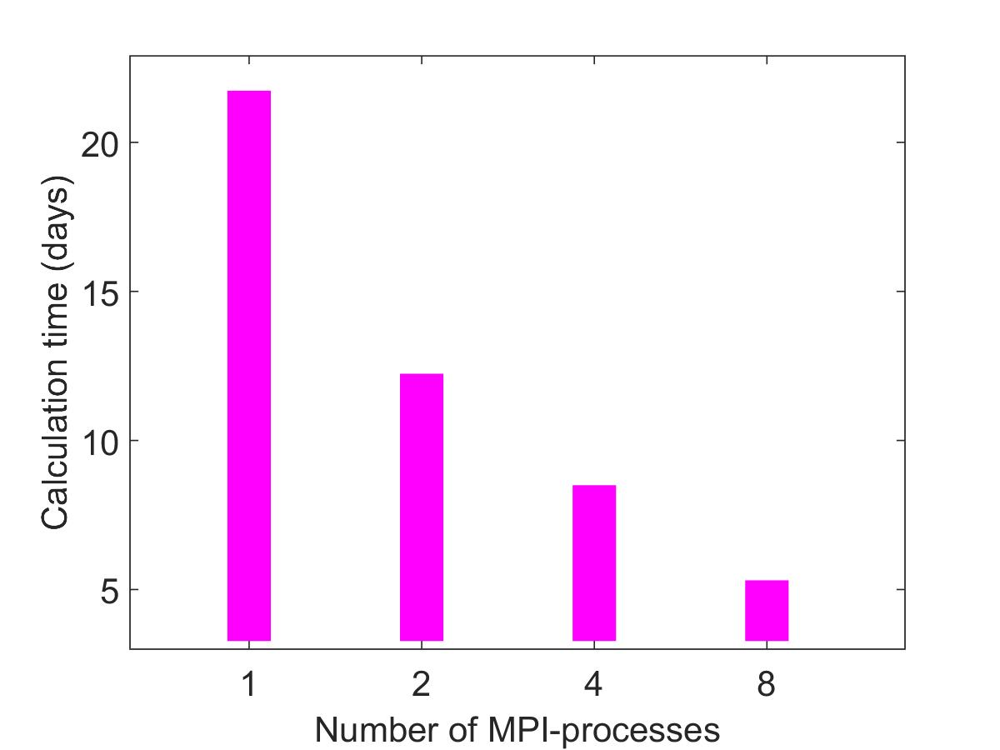 Calculation time (days)
20
15
10
5
1 2 4 8
Number of MPI-processes